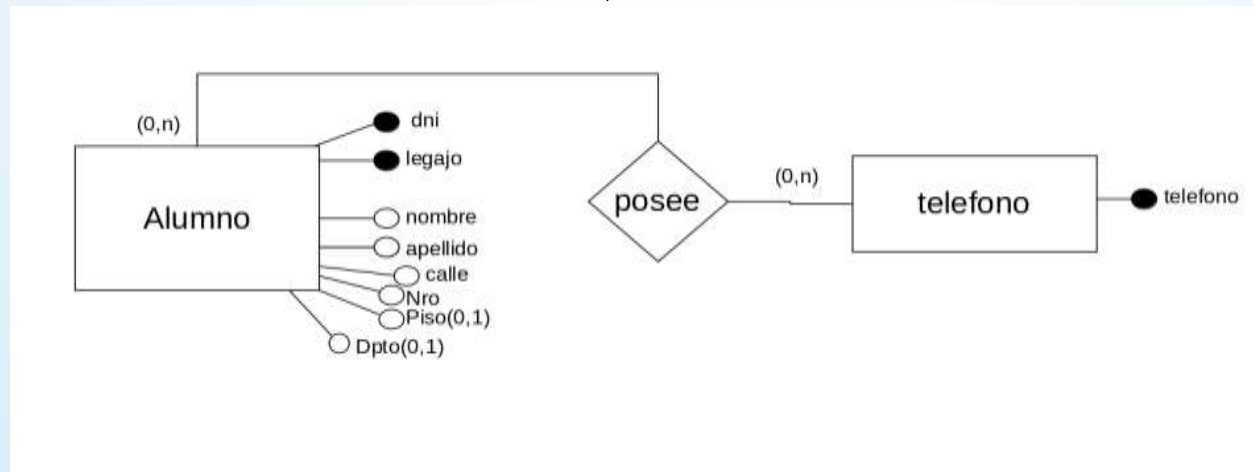 (0,n)
dni
legajo
Alumno
nombre
apellido
calle
Nro
Piso(0,1)
Dpto(0,1)
posee
(0,n)
telefono
telefono